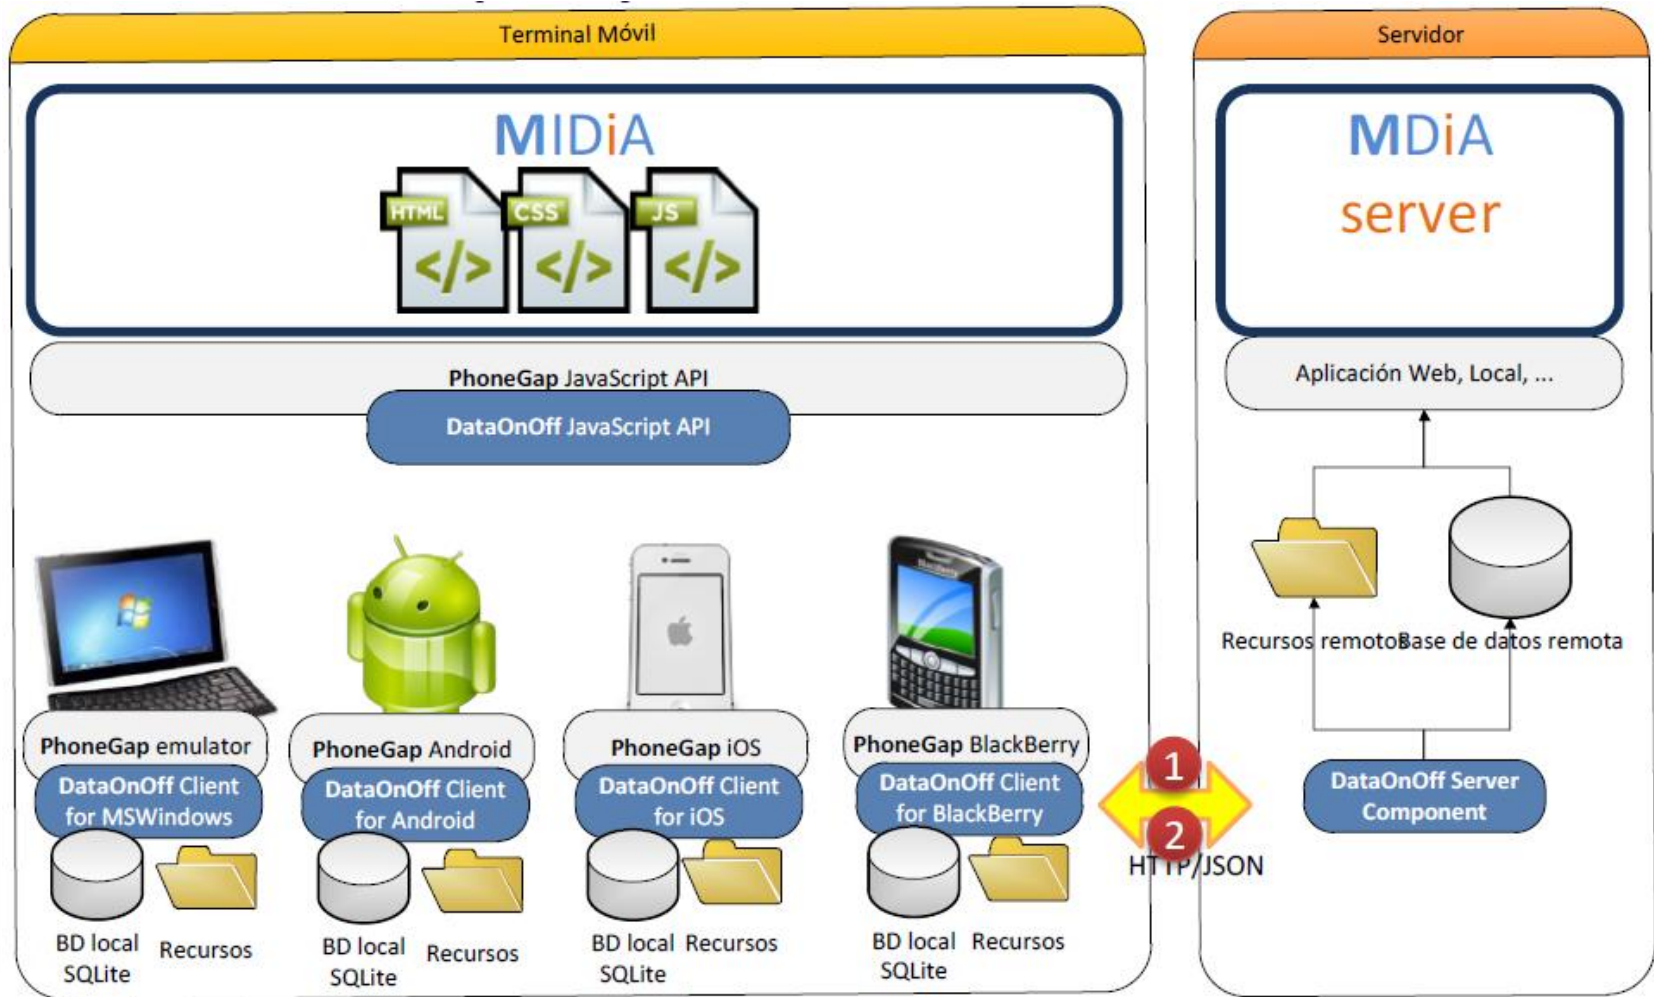 Terminal Móvil
Servidor
MIDiA
HTML
CSS
JS
</>
</>
</>
MDiA
server
PhoneGap JavaScript API
DataOnOff JavaScript API
Aplicación Web, Local, ...
BlackBerry
Recursos remotos
Base de datos remota
PhoneGap emulator
DataOnOff Client
for MSWindows
PhoneGap Android
DataOnOff Client
for Android
PhoneGap iOS
DataOnOff Client
for iOS
PhoneGap BlackBerry
DataOnOff Client
for BlackBerry
1
2
HTTP/JSON
DataOnOff Server
Component
BD local
SQLite
Recursos
BD local
SQLite
Recursos
BD local
SQLite
Recursos
BD local
SQLite
Recursos